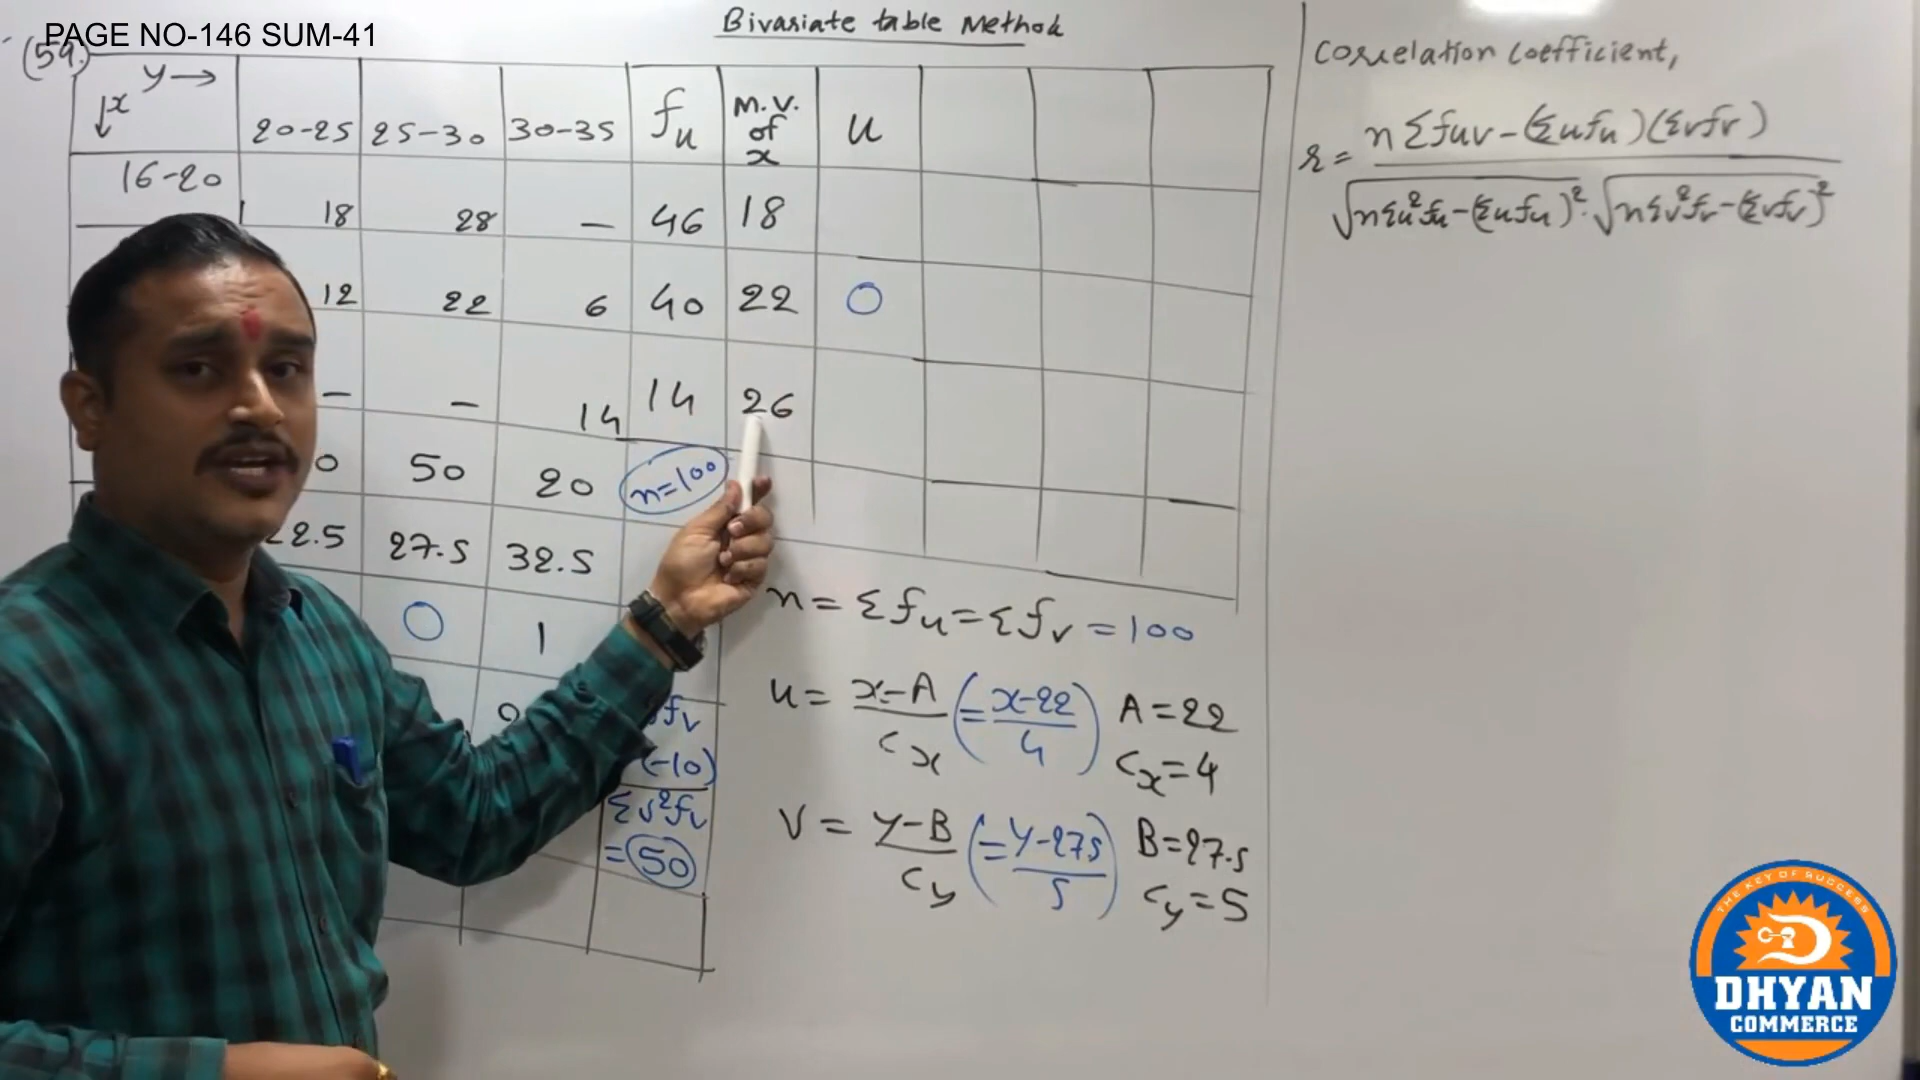 PAGE NO-146 SUM-41
Bivariate table Method
(59.)
y→
↓x
20-25 25-30 30-35 fu M.V. of x u
16-20
18 28 — 46 18
12 22 6 40 22 0
— — 14 14 26
0 50 20 n=100
22.5 27.5 32.5
0 1
fv
(-10)
Σv²fv
=50
n = Σfu = Σfv = 100
u = x-A / cx (= x-22 / 4) A=22
cx=4
v = y-B / cy (= y-27.5 / 5) B=27.5
cy=5
Correlation coefficient,
r = nΣfuv-(Σufu)(Σvfv)
√nΣu²fu-(Σufu)² · √nΣv²fv-(Σvfv)²
THE KEY OF SUCCESS
DHYAN
COMMERCE